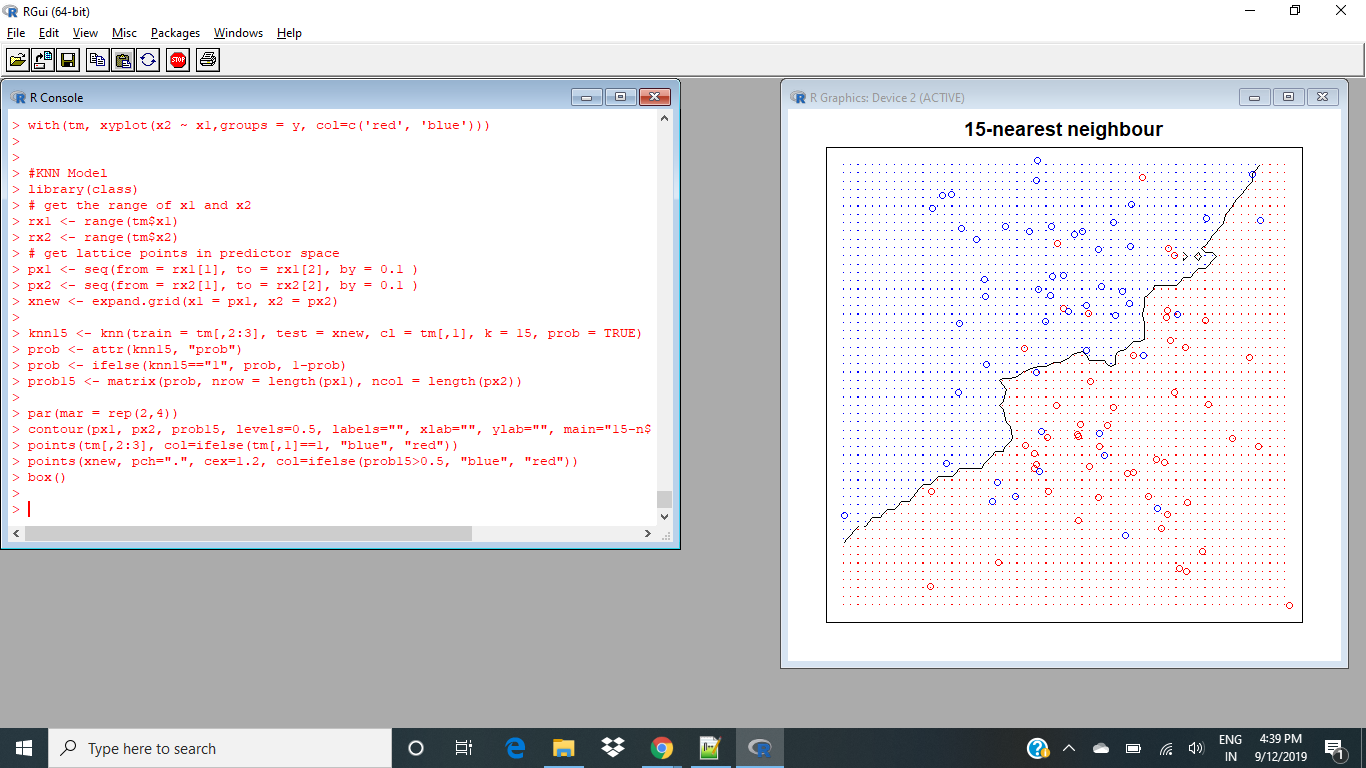 RGui (64-bit)
File Edit View Misc Packages Windows Help
STOP
R Console
> with(tm, xyplot(x2 ~ x1,groups = y, col=c('red', 'blue')))
>
>
> #KNN Model
> library(class)
> # get the range of x1 and x2
> rx1 <- range(tm$x1)
> rx2 <- range(tm$x2)
> # get lattice points in predictor space
> px1 <- seq(from = rx1[1], to = rx1[2], by = 0.1 )
> px2 <- seq(from = rx2[1], to = rx2[2], by = 0.1 )
> xnew <- expand.grid(x1 = px1, x2 = px2)
>
> knn15 <- knn(train = tm[,2:3], test = xnew, cl = tm[,1], k = 15, prob = TRUE)
> prob <- attr(knn15, "prob")
> prob <- ifelse(knn15=="1", prob, 1-prob)
> prob15 <- matrix(prob, nrow = length(px1), ncol = length(px2))
>
> par(mar = rep(2,4))
> contour(px1, px2, prob15, levels=0.5, labels="", xlab="", ylab="", main="15-n$
> points(tm[,2:3], col=ifelse(tm[,1]==1, "blue", "red"))
> points(xnew, pch=".", cex=1.2, col=ifelse(prob15>0.5, "blue", "red"))
> box()
>
>
R Graphics: Device 2 (ACTIVE)
15-nearest neighbour
Type here to search
ENG
IN
4:39 PM
9/12/2019
1